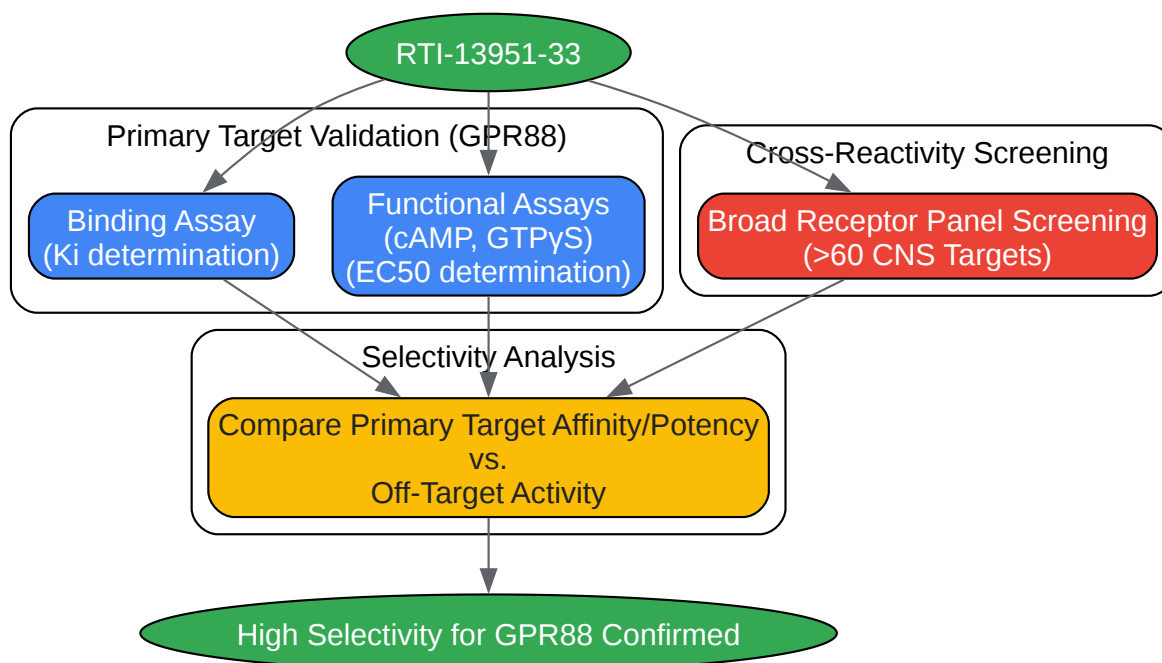 RTI-13951-33
Primary Target Validation (GPR88)
Cross-Reactivity Screening
Binding Assay
(Ki determination)
Functional Assays
(cAMP, GTPγS)
(EC50 determination)
Broad Receptor Panel Screening
(>60 CNS Targets)
Selectivity Analysis
Compare Primary Target Affinity/Potency
vs.
Off-Target Activity
High Selectivity for GPR88 Confirmed